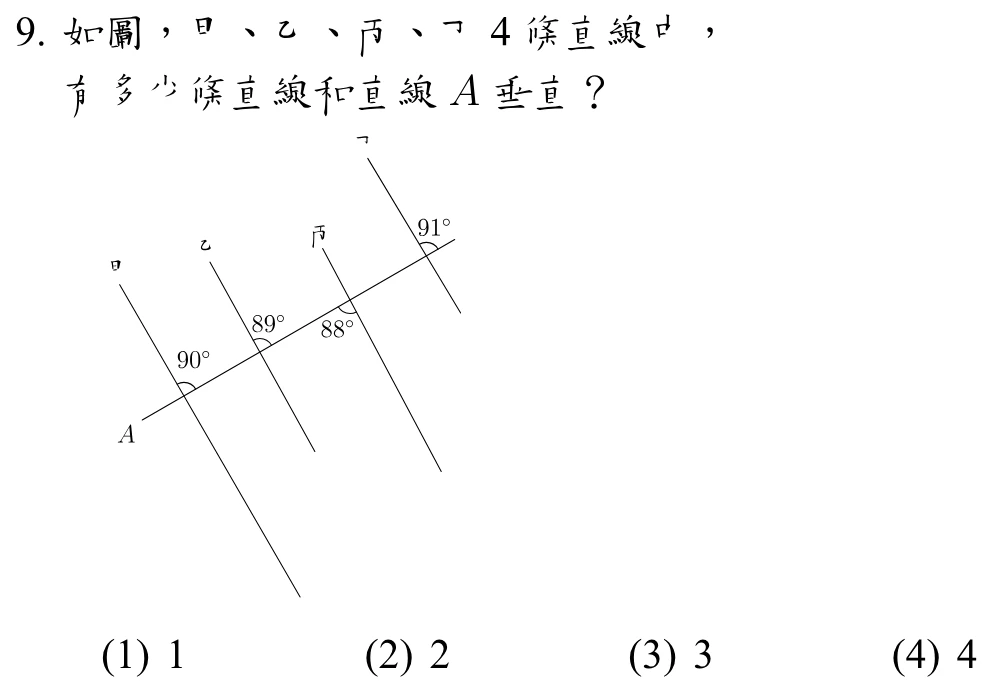 9. 如圖，甲、乙、丙、丁 4 條直線中，
有多少條直線和直線 A 垂直？
丁
91°
丙
乙
甲
89°
88°
90°
A
(1) 1 (2) 2 (3) 3 (4) 4